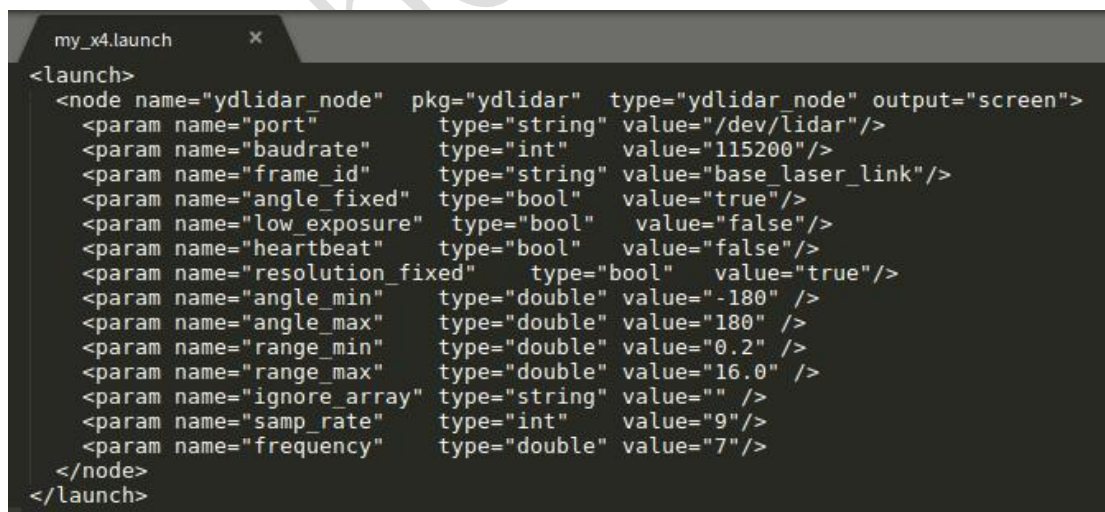 my_x4.launch ×
<launch>
<node name="ydlidar_node" pkg="ydlidar" type="ydlidar_node" output="screen">
<param name="port" type="string" value="/dev/lidar"/>
<param name="baudrate" type="int" value="115200"/>
<param name="frame_id" type="string" value="base_laser_link"/>
<param name="angle_fixed" type="bool" value="true"/>
<param name="low_exposure" type="bool" value="false"/>
<param name="heartbeat" type="bool" value="false"/>
<param name="resolution_fixed" type="bool" value="true"/>
<param name="angle_min" type="double" value="-180" />
<param name="angle_max" type="double" value="180" />
<param name="range_min" type="double" value="0.2" />
<param name="range_max" type="double" value="16.0" />
<param name="ignore_array" type="string" value="" />
<param name="samp_rate" type="int" value="9"/>
<param name="frequency" type="double" value="7"/>
</node>
</launch>